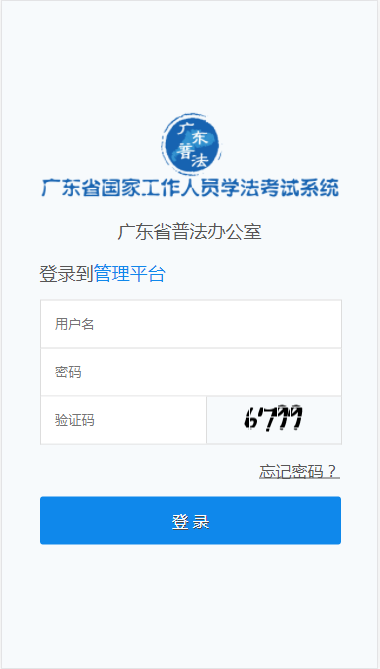 广东
普法
广东省国家工作人员学法考试系统
广东省普法办公室
登录到管理平台
用户名
密码
验证码
忘记密码？
登 录